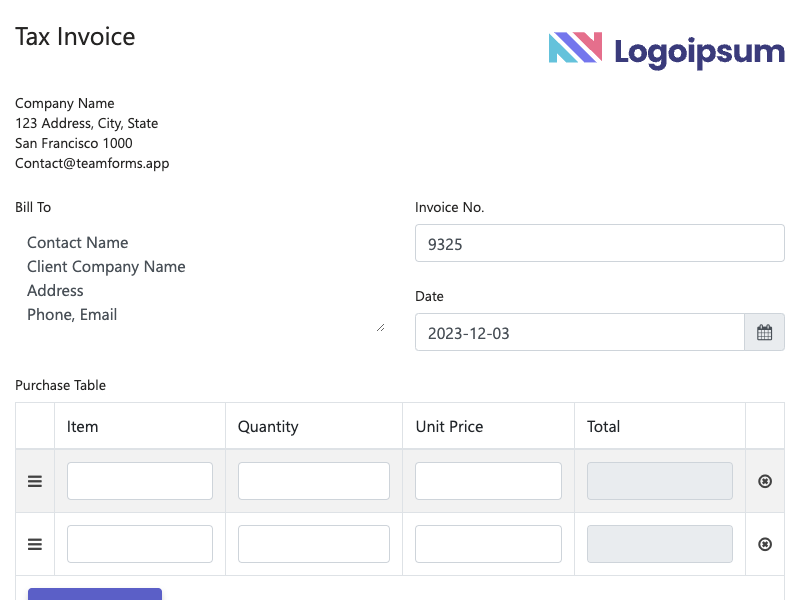 Tax Invoice
Logoipsum
Company Name
123 Address, City, State
San Francisco 1000
Contact@teamforms.app
Bill To
Contact Name
Client Company Name
Address
Phone, Email
Invoice No.
9325
Date
2023-12-03
Purchase Table
Item Quantity Unit Price Total